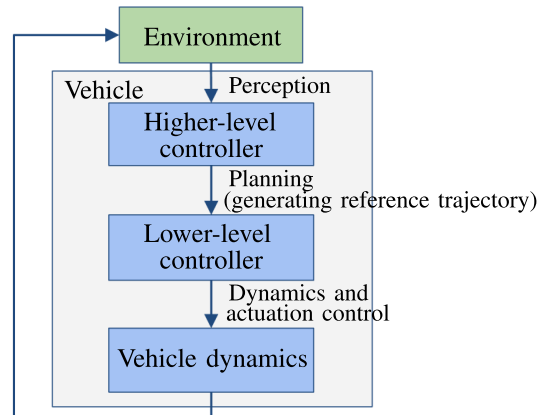 Environment
Perception
Vehicle
Higher-level
controller
Planning
(generating reference trajectory)
Lower-level
controller
Dynamics and
actuation control
Vehicle dynamics